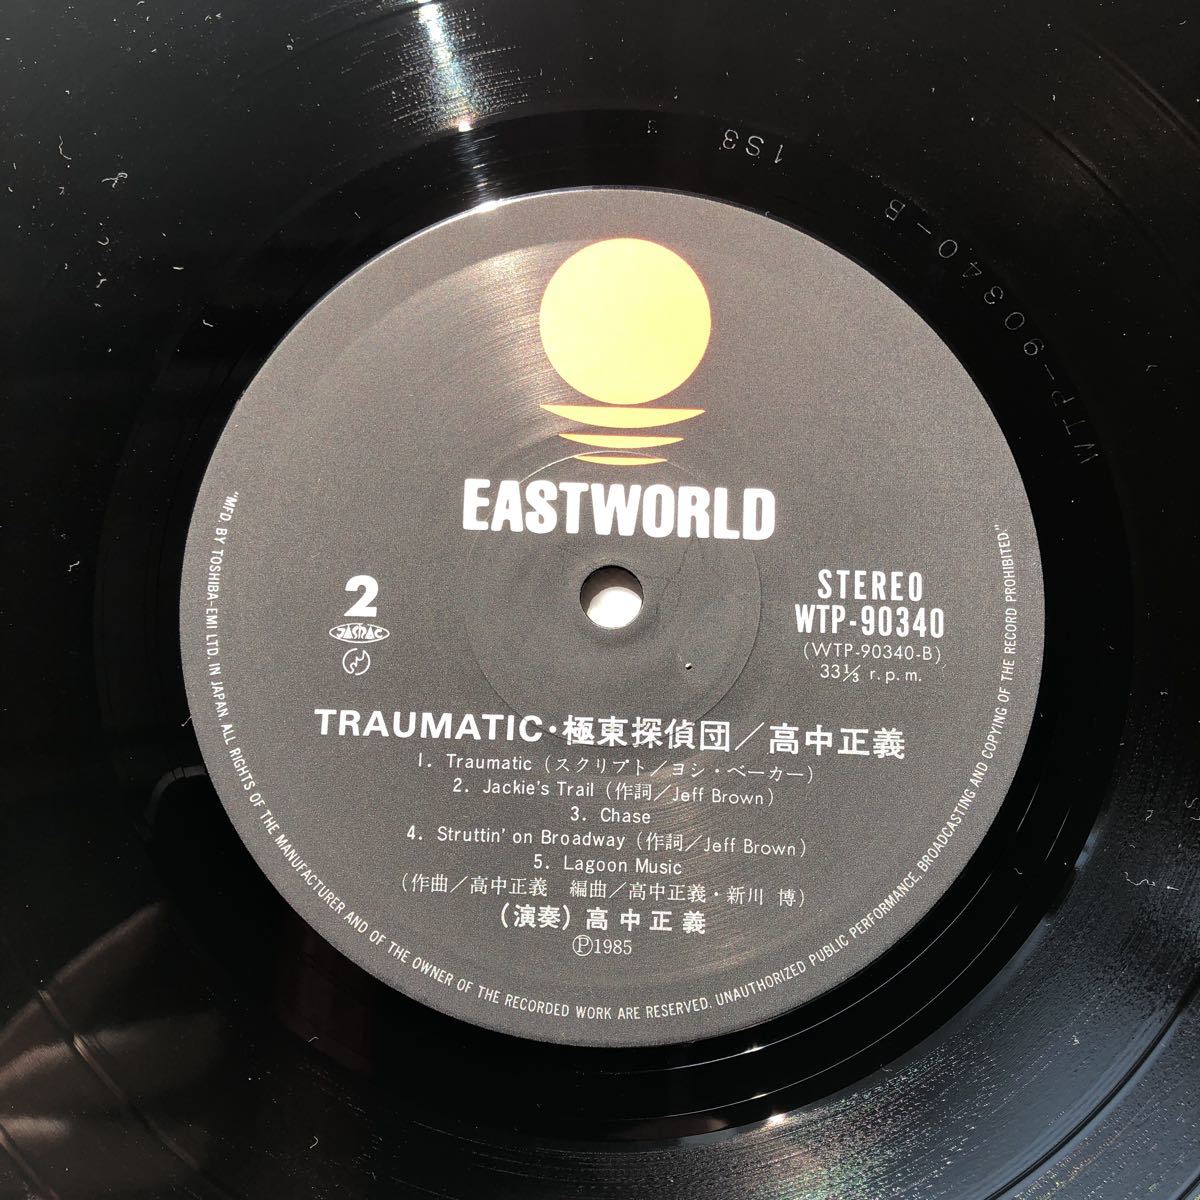 1S3
WTP-90340-B
EASTWORLD
2
JASRAC
STEREO
WTP-90340
(WTP-90340-B)
33⅓ r.p.m.
TRAUMATIC・極東探偵団／高中正義
1. Traumatic (スクリプト／ヨシ・ベーカー)
2. Jackie's Trail (作詞／Jeff Brown)
3. Chase
4. Struttin' on Broadway (作詞／Jeff Brown)
5. Lagoon Music
(作曲／高中正義　編曲／高中正義・新川 博)
(演奏) 高中正義
Ⓟ1985
"MFD. BY TOSHIBA-EMI LTD. IN JAPAN. ALL RIGHTS OF THE MANUFACTURER AND OF THE OWNER OF THE RECORDED WORK ARE RESERVED. UNAUTHORIZED PUBLIC PERFORMANCE, BROADCASTING AND COPYING OF THE RECORD PROHIBITED."